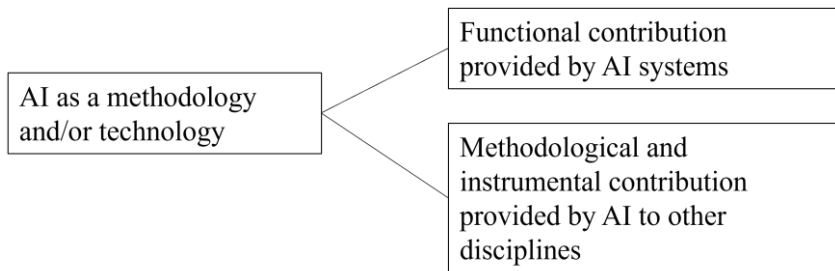 AI as a methodology
and/or technology
Functional contribution
provided by AI systems
Methodological and
instrumental contribution
provided by AI to other
disciplines